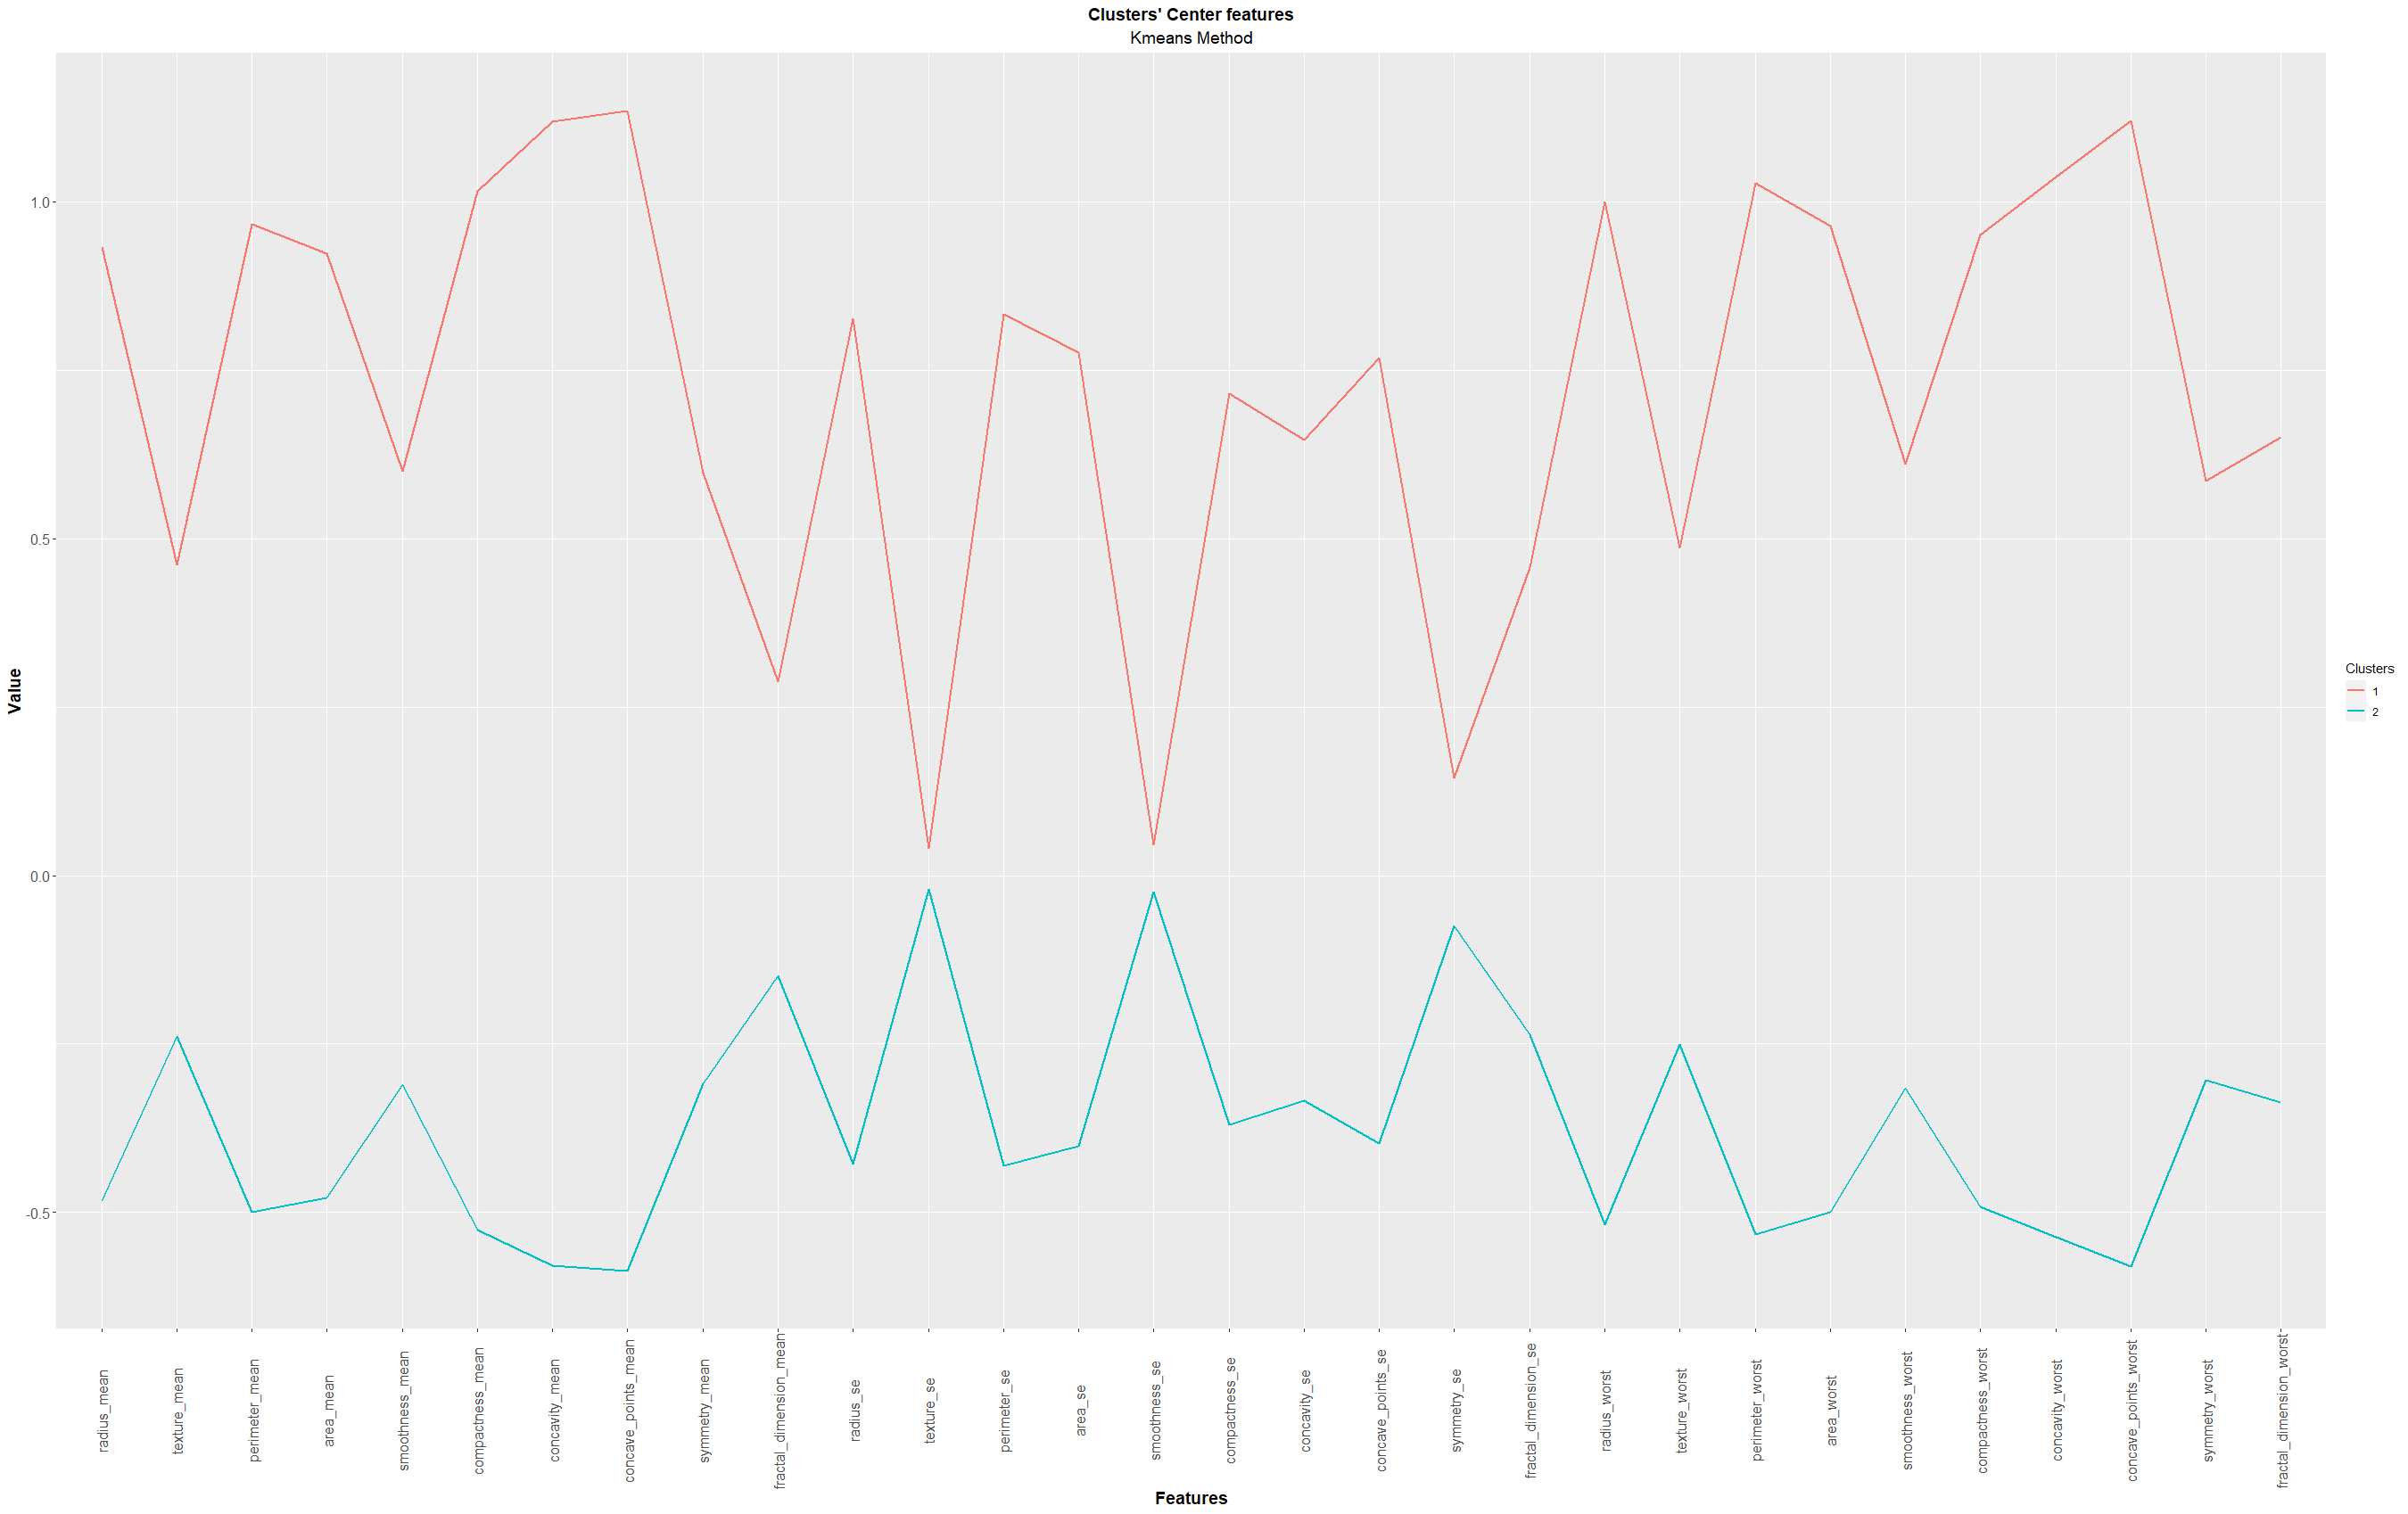 Clusters' Center features
Kmeans Method
Value
1.0
0.5
0.0
-0.5
radius_mean
texture_mean
perimeter_mean
area_mean
smoothness_mean
compactness_mean
concavity_mean
concave_points_mean
symmetry_mean
fractal_dimension_mean
radius_se
texture_se
perimeter_se
area_se
smoothness_se
compactness_se
concavity_se
concave_points_se
symmetry_se
fractal_dimension_se
radius_worst
texture_worst
perimeter_worst
area_worst
smoothness_worst
compactness_worst
concavity_worst
concave_points_worst
symmetry_worst
fractal_dimension_worst
Features
Clusters
1
2